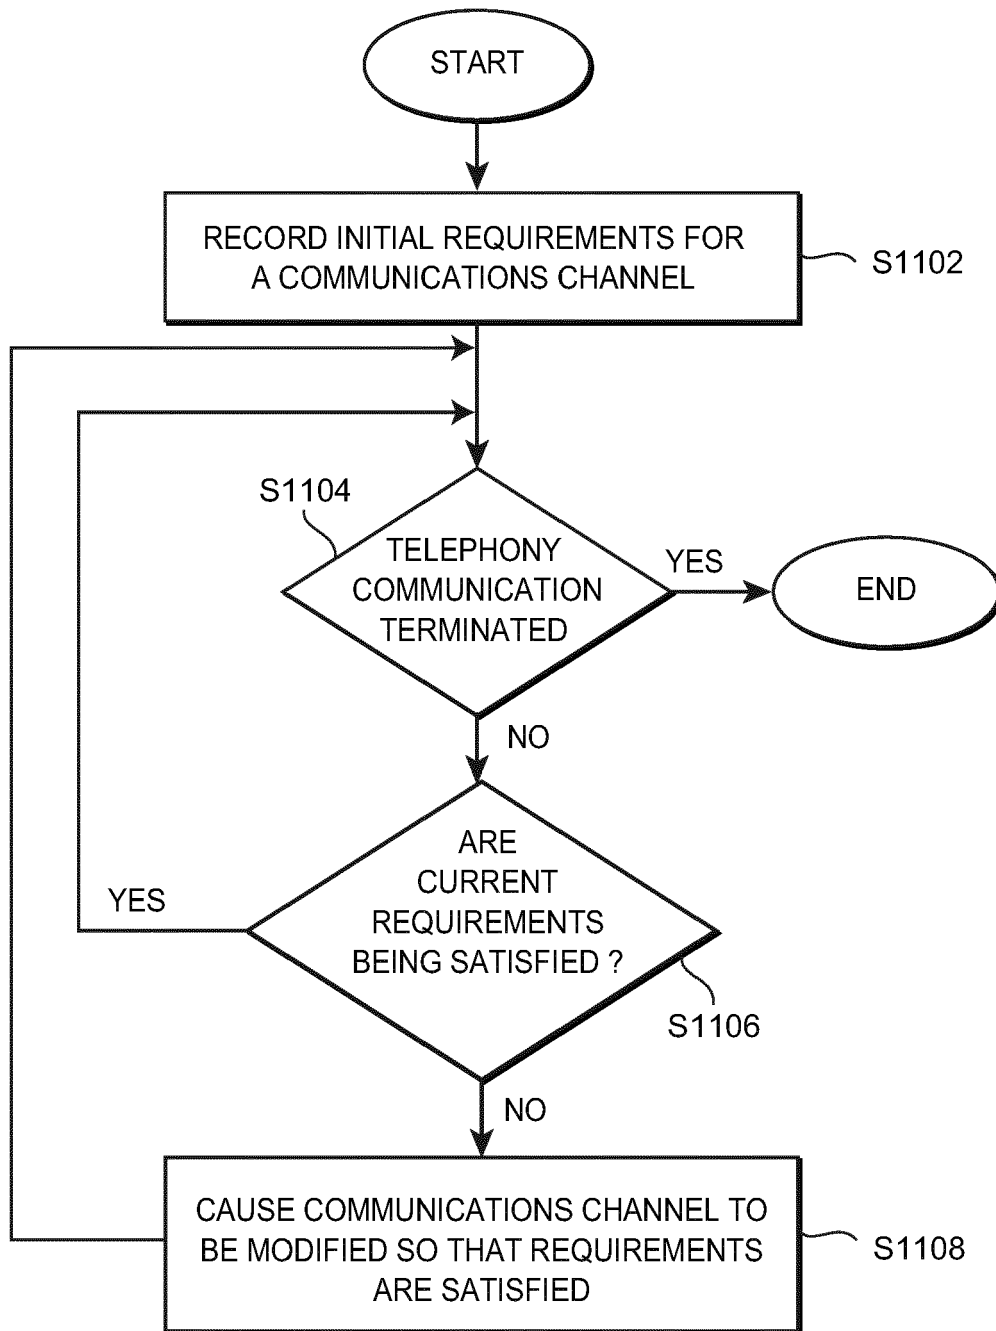 START
RECORD INITIAL REQUIREMENTS FOR
A COMMUNICATIONS CHANNEL
S1102
S1104
TELEPHONY
COMMUNICATION
TERMINATED
YES
END
NO
ARE
CURRENT
REQUIREMENTS
BEING SATISFIED ?
YES
S1106
NO
CAUSE COMMUNICATIONS CHANNEL TO
BE MODIFIED SO THAT REQUIREMENTS
ARE SATISFIED
S1108